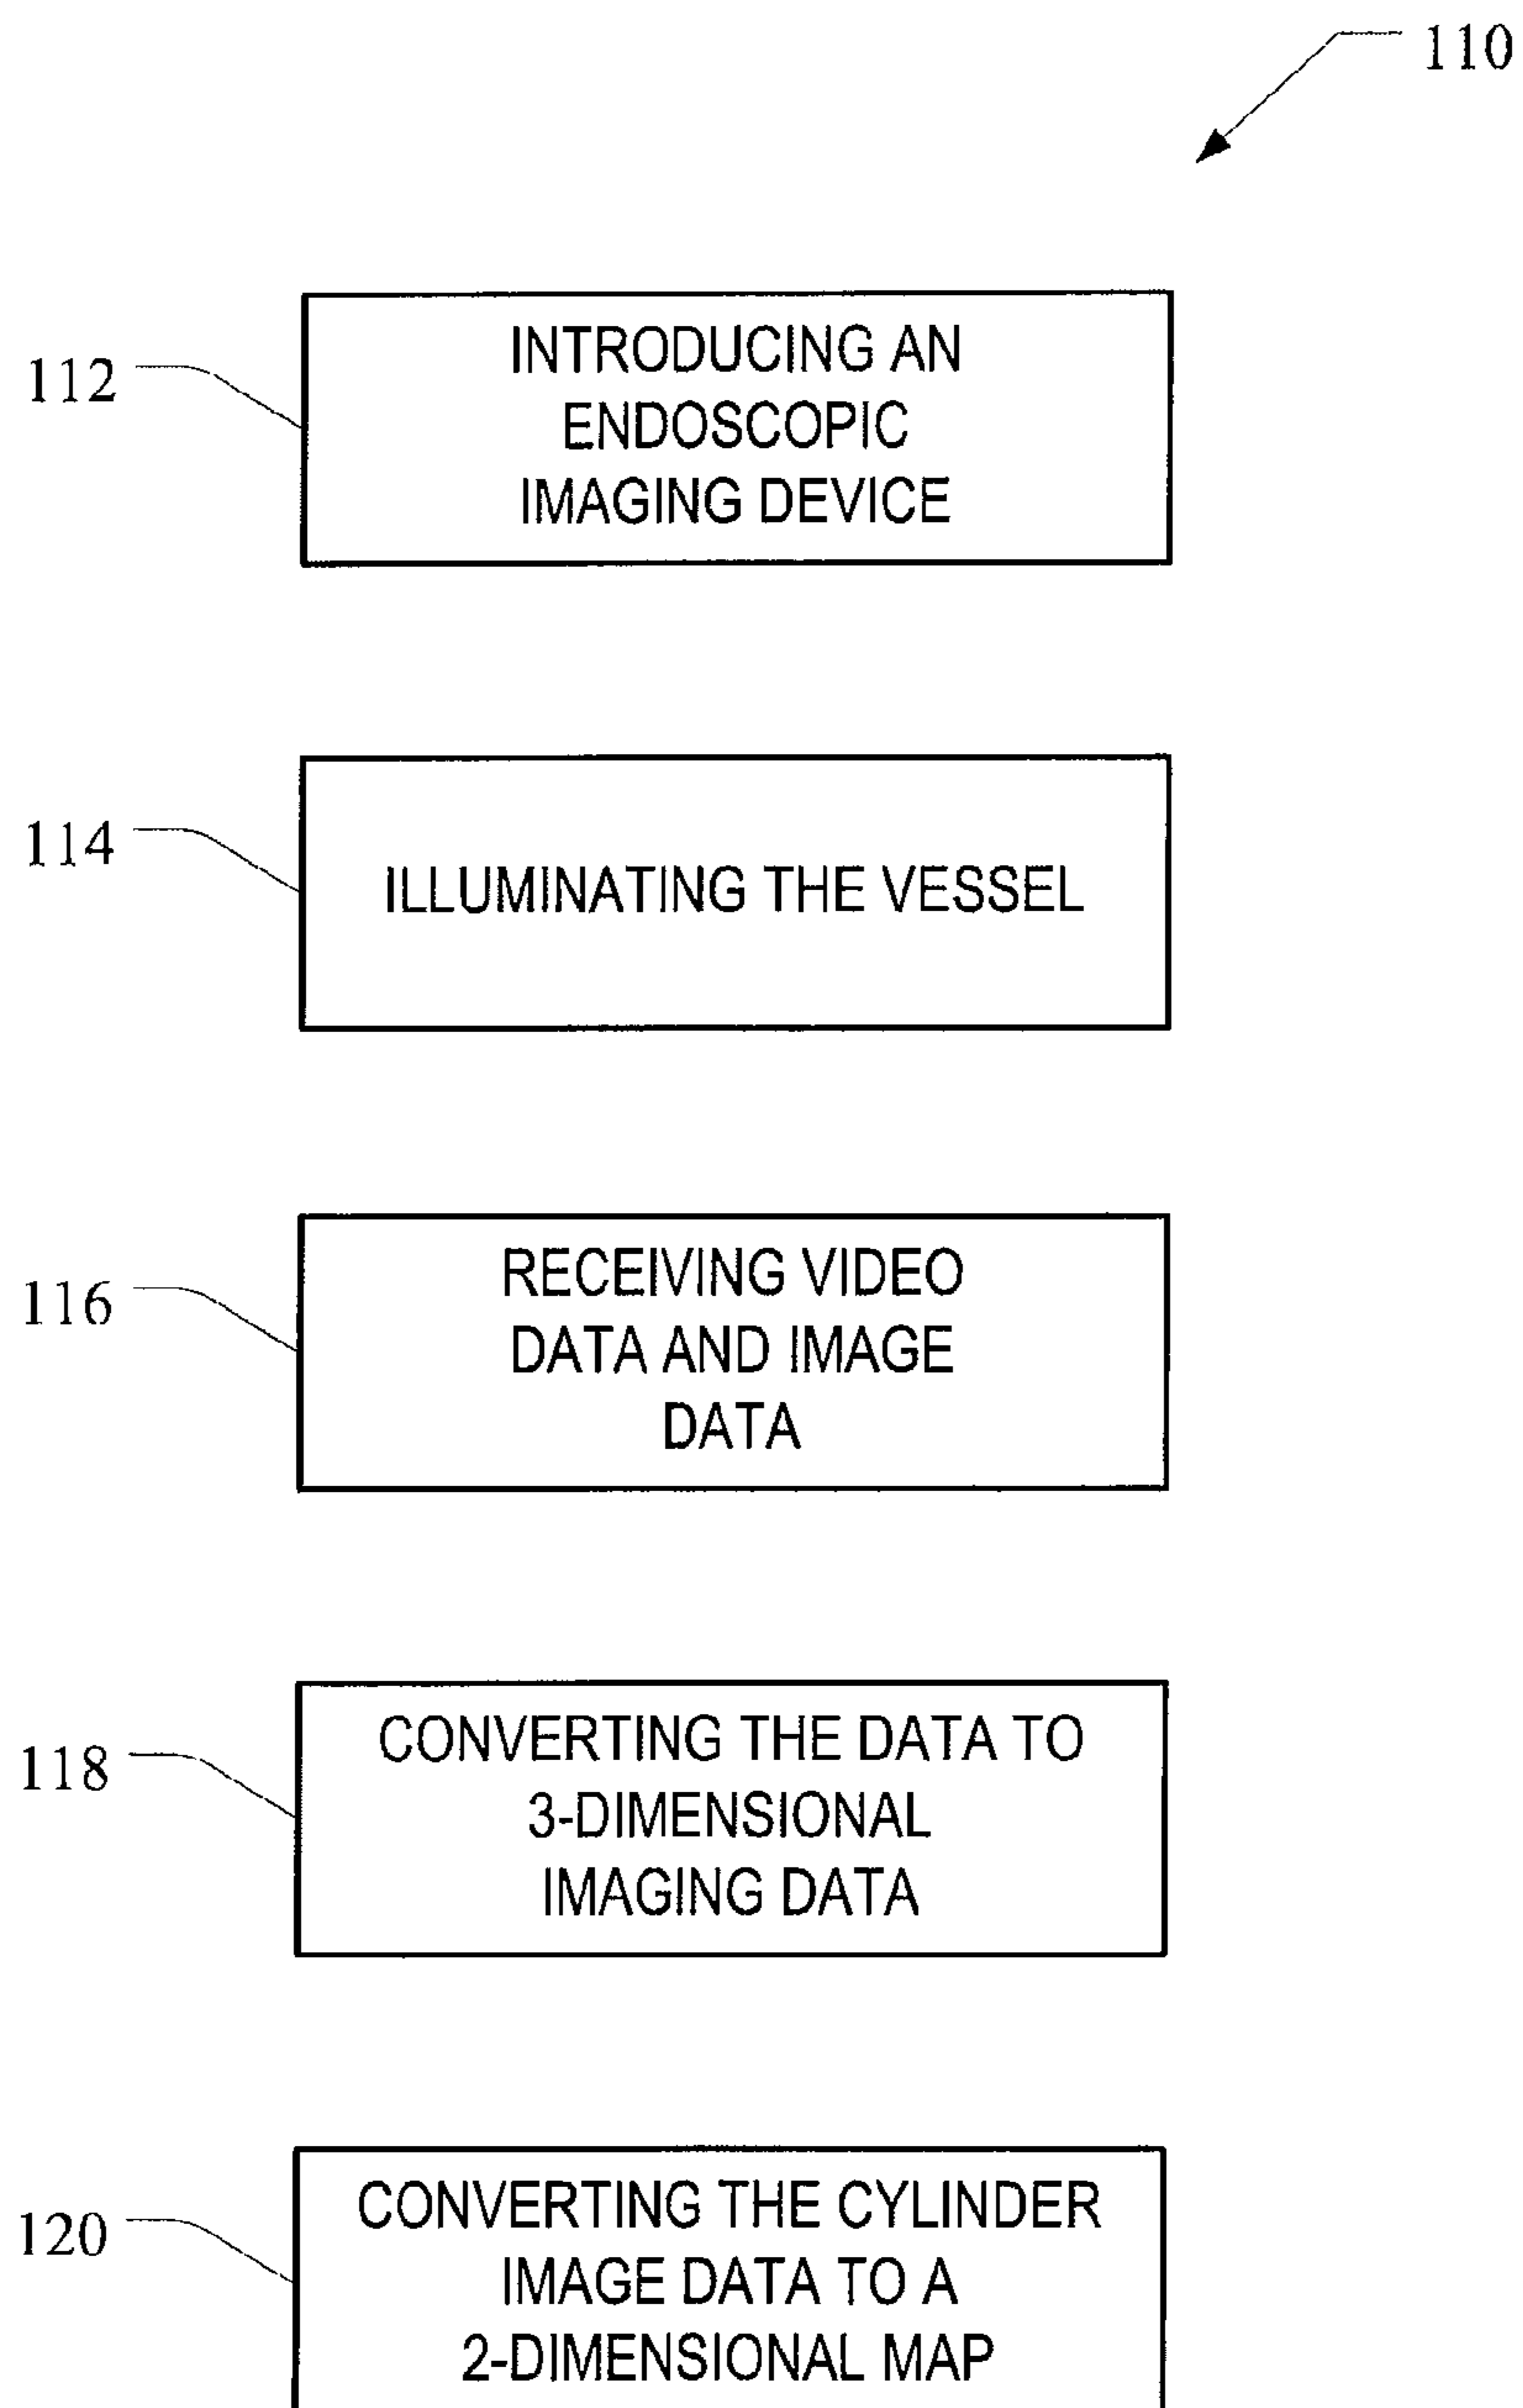 110
112
INTRODUCING AN
ENDOSCOPIC
IMAGING DEVICE
114
ILLUMINATING THE VESSEL
116
RECEIVING VIDEO
DATA AND IMAGE
DATA
118
CONVERTING THE DATA TO
3-DIMENSIONAL
IMAGING DATA
120
CONVERTING THE CYLINDER
IMAGE DATA TO A
2-DIMENSIONAL MAP